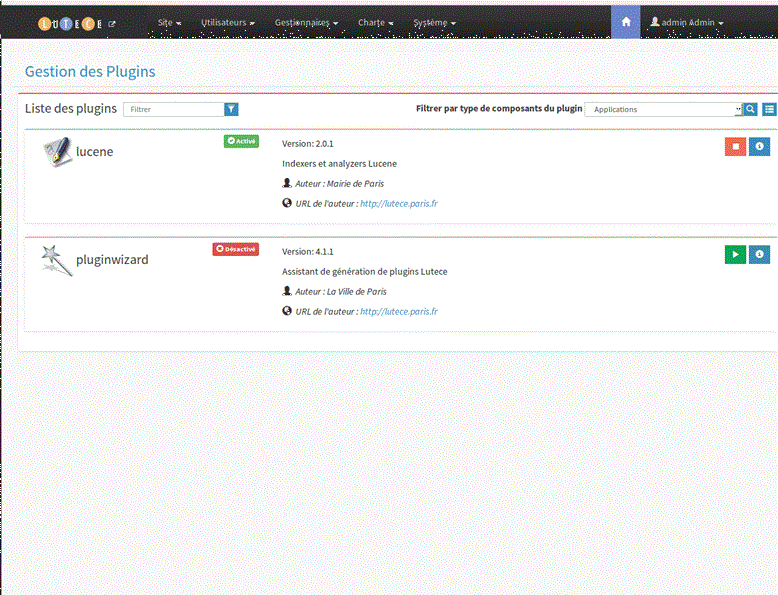 LUTECE Site Utilisateurs Gestionnaires Charte Système admin Admin
Gestion des Plugins
Liste des plugins Filtrer Filtrer par type de composants du plugin Applications
lucene Activé Version: 2.0.1
Indexers et analyzers Lucene
Auteur : Mairie de Paris
URL de l'auteur : http://lutece.paris.fr
pluginwizard Désactivé Version: 4.1.1
Assistant de génération de plugins Lutece
Auteur : La Ville de Paris
URL de l'auteur : http://lutece.paris.fr